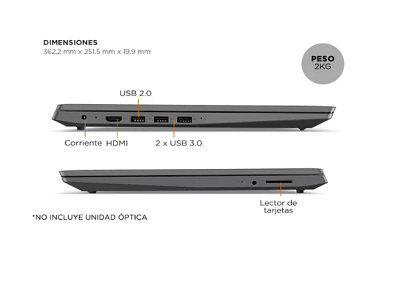 DIMENSIONES
362,2 mm x 251,5 mm x 19,9 mm
PESO
2KG
USB 2.0
Corriente HDMI
2 x USB 3.0
Lector de
tarjetas
*NO INCLUYE UNIDAD ÓPTICA